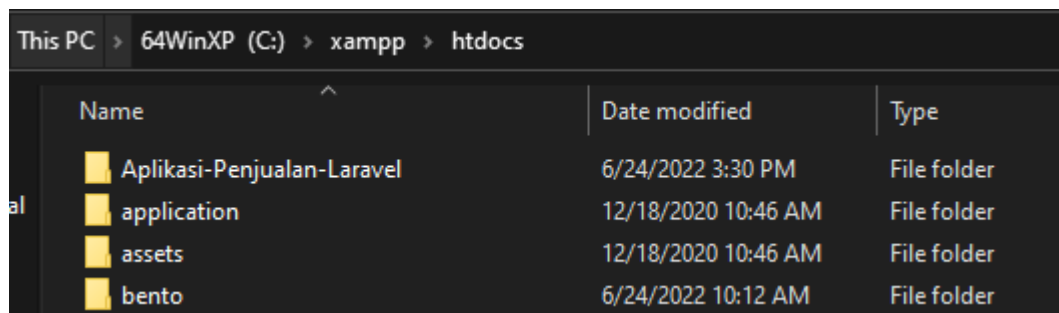 This PC > 64WinXP (C:) > xampp > htdocs
Name Date modified Type
Aplikasi-Penjualan-Laravel 6/24/2022 3:30 PM File folder
al application 12/18/2020 10:46 AM File folder
assets 12/18/2020 10:46 AM File folder
bento 6/24/2022 10:12 AM File folder